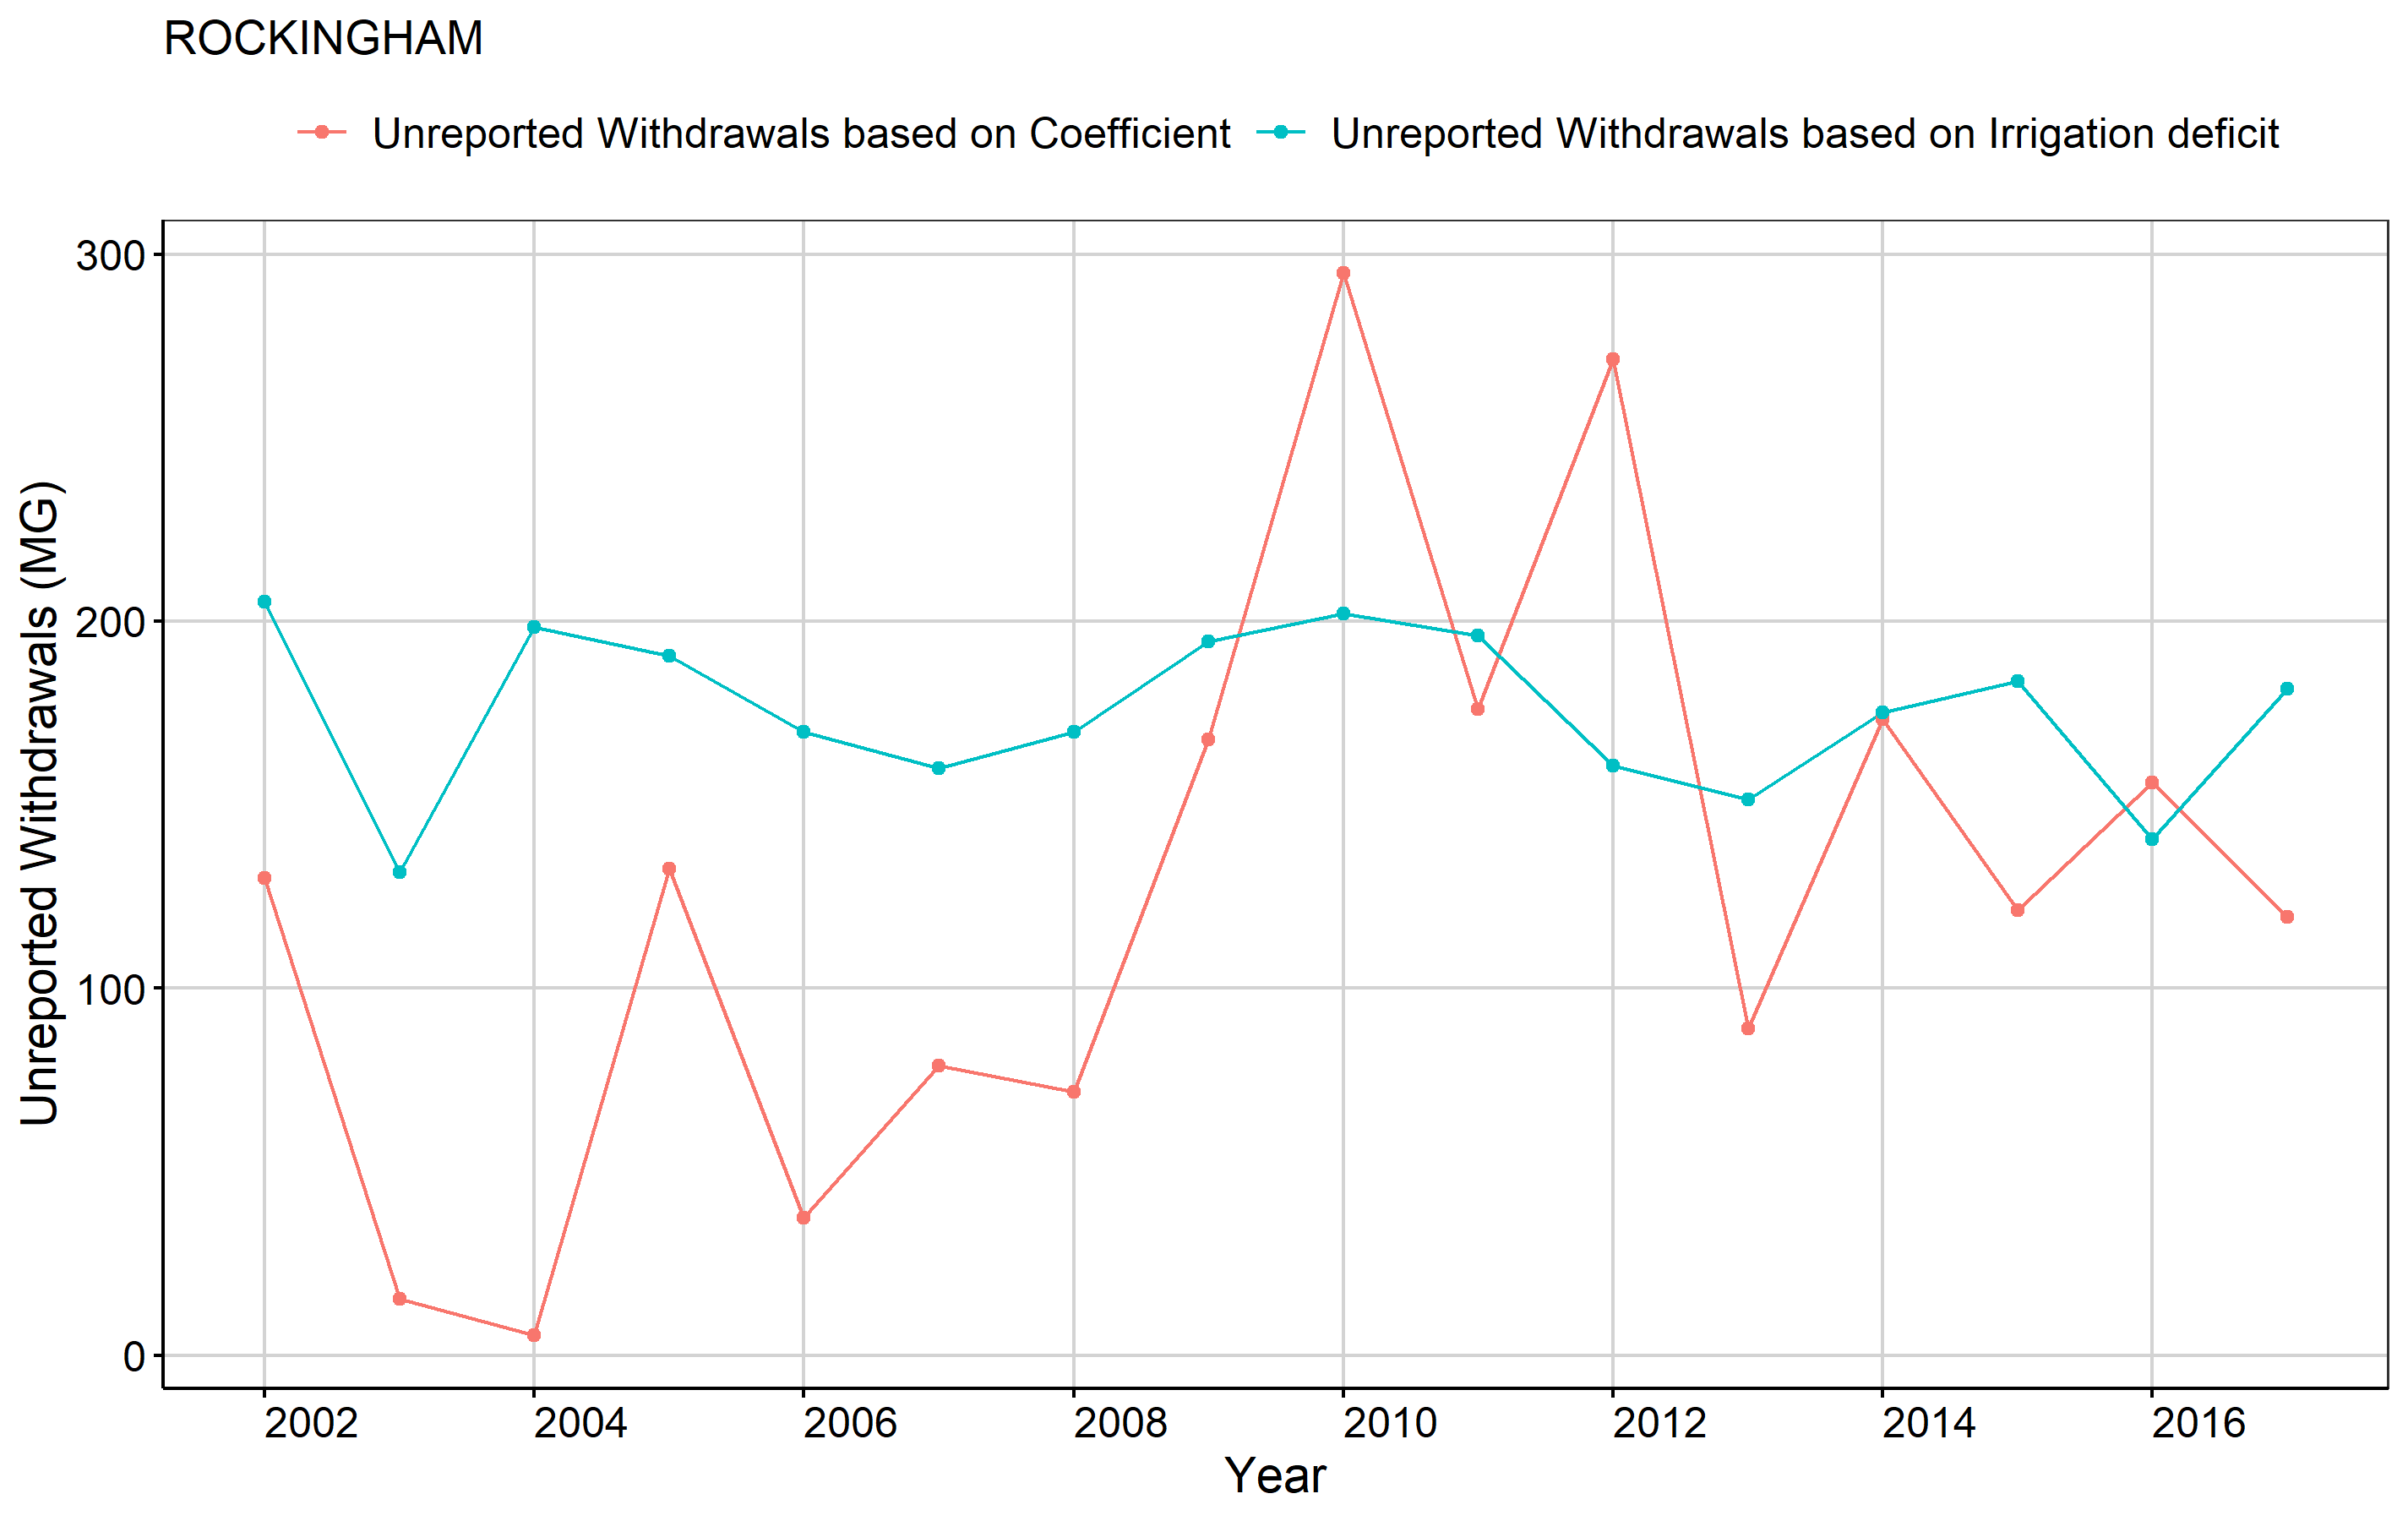 ROCKINGHAM
Unreported Withdrawals based on Coefficient Unreported Withdrawals based on Irrigation deficit
300
200
100
0
Unreported Withdrawals (MG)
2002 2004 2006 2008 2010 2012 2014 2016
Year